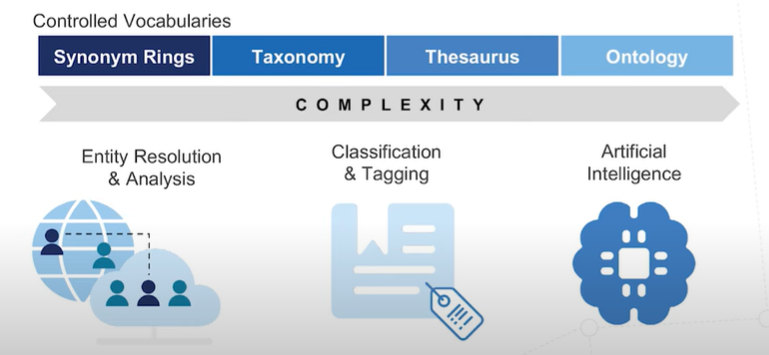 Controlled Vocabularies
Synonym Rings
Taxonomy
Thesaurus
Ontology
COMPLEXITY
Entity Resolution
& Analysis
Classification
& Tagging
Artificial
Intelligence